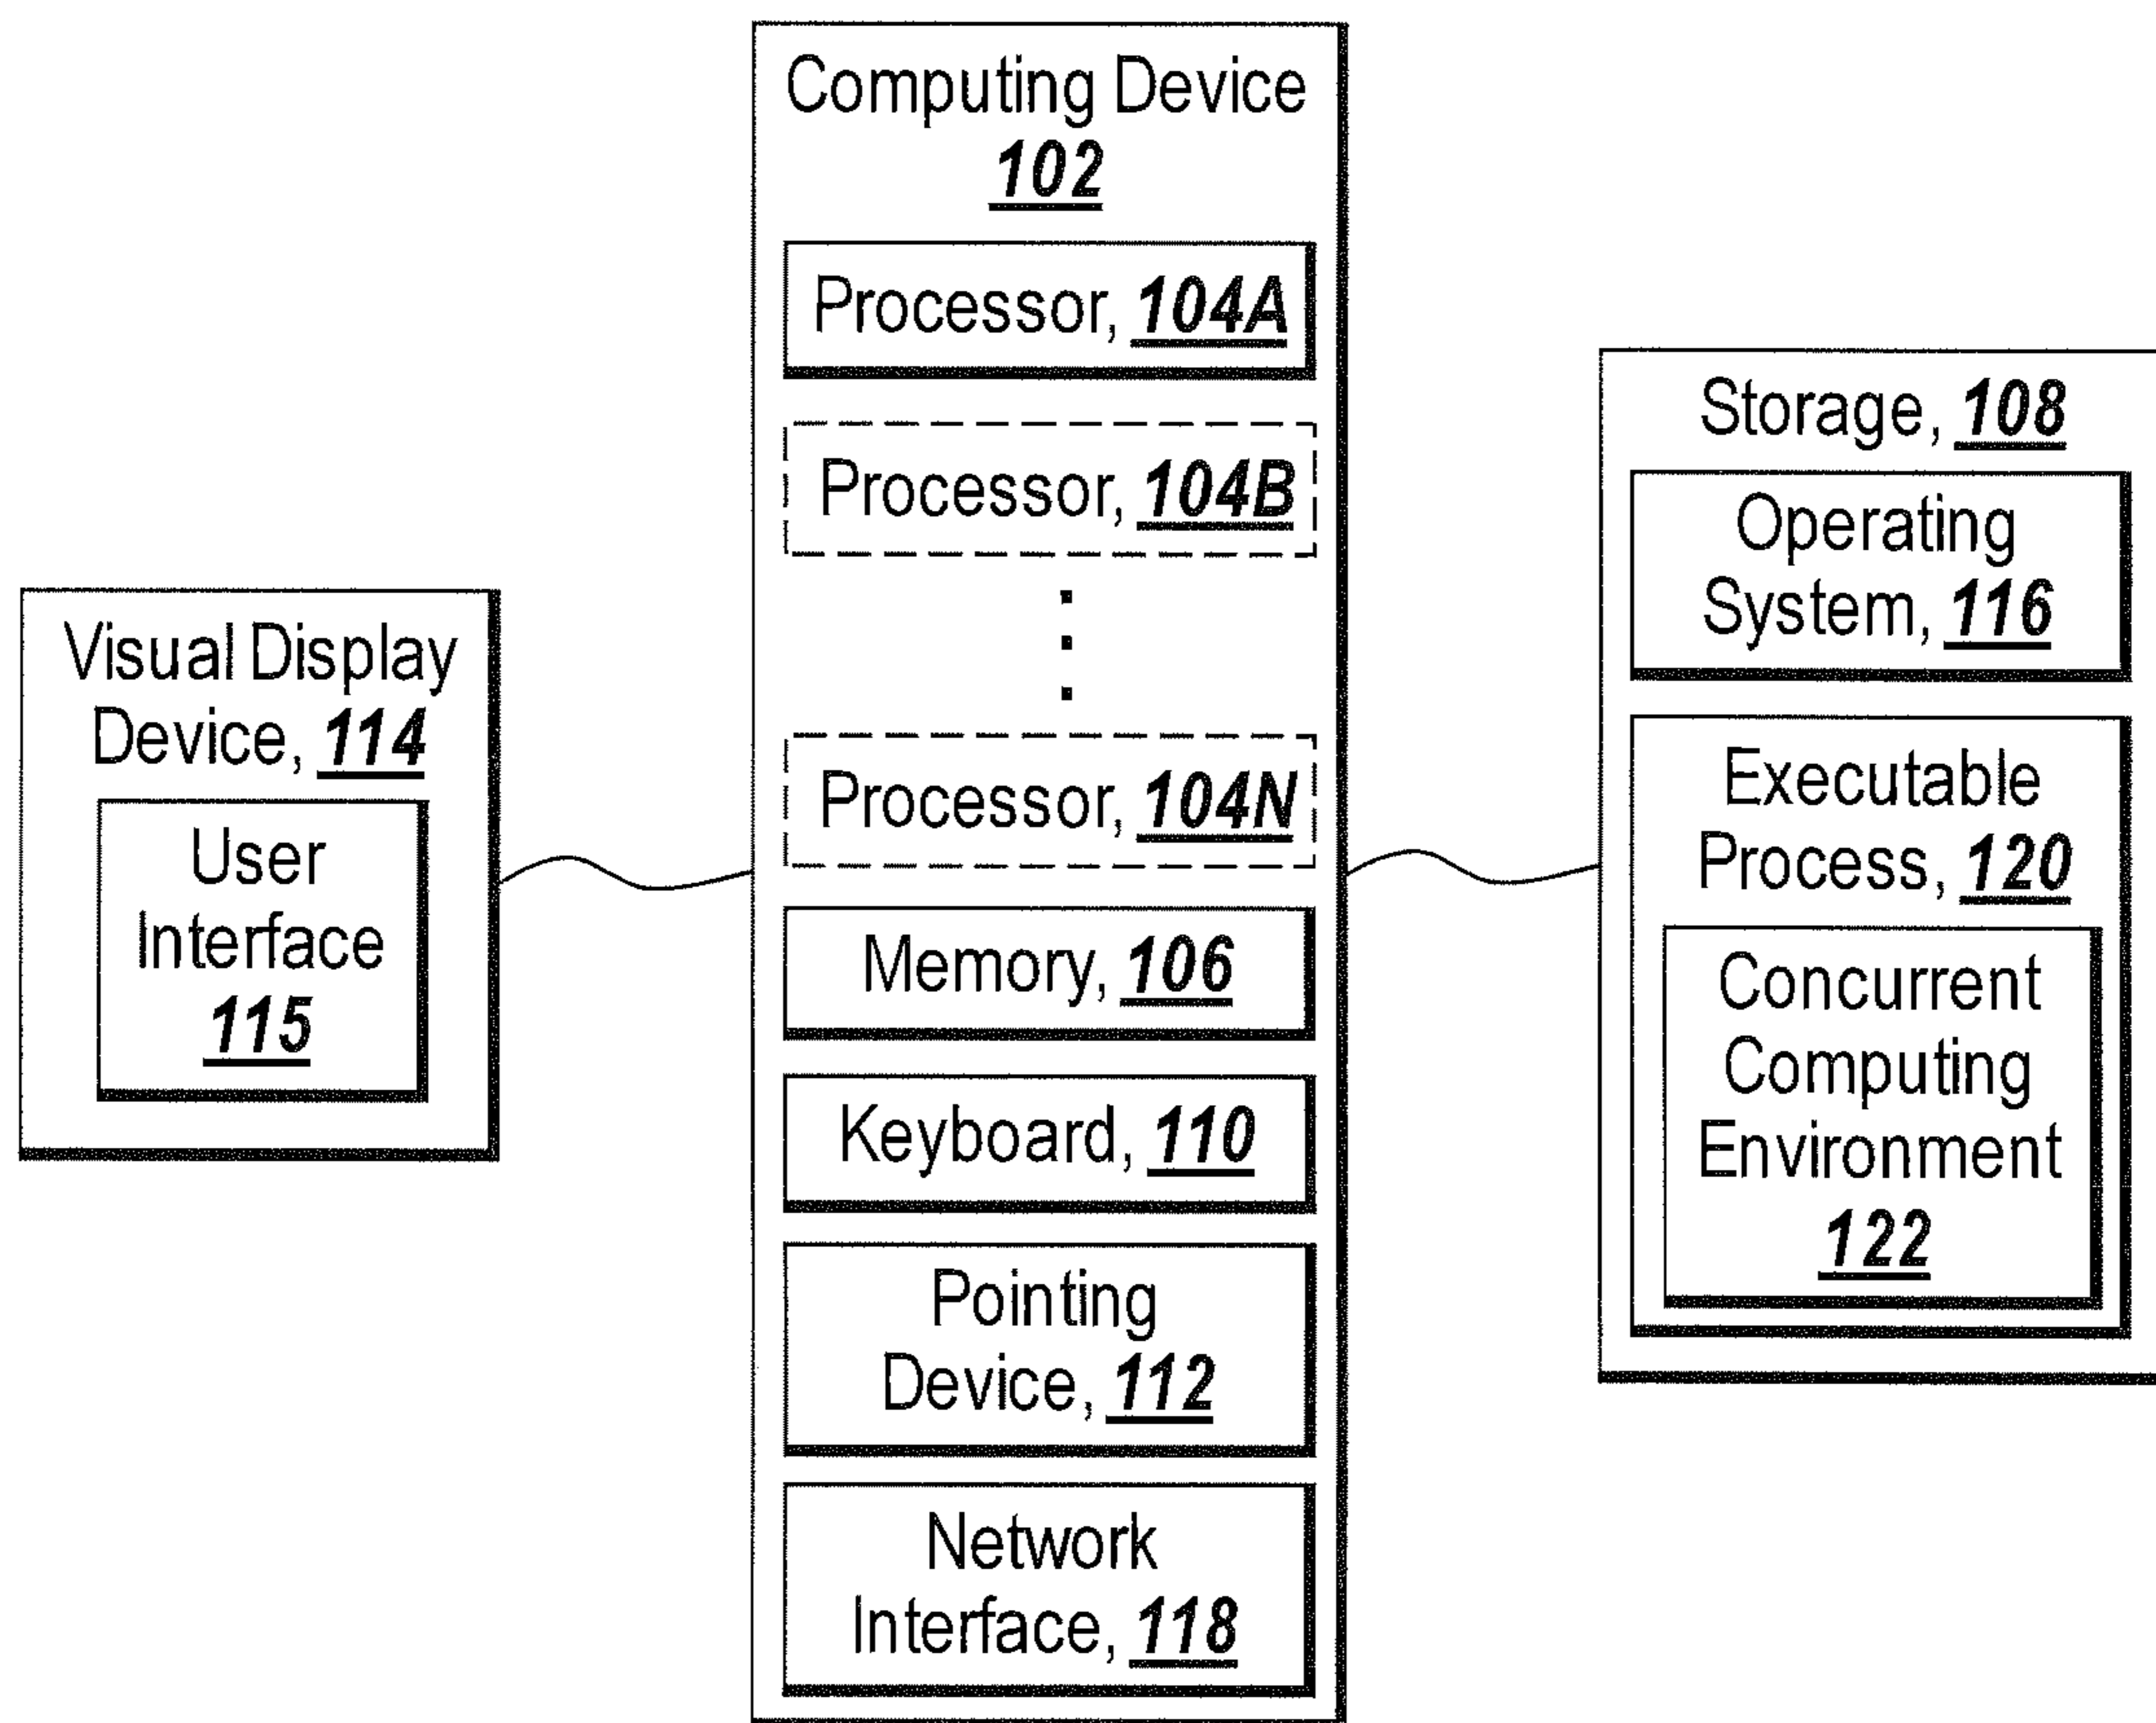 Computing Device
102
Processor, 104A
Processor, 104B
Processor, 104N
Memory, 106
Keyboard, 110
Pointing
Device, 112
Network
Interface, 118
Visual Display
Device, 114
User
Interface
115
Storage, 108
Operating
System, 116
Executable
Process, 120
Concurrent
Computing
Environment
122